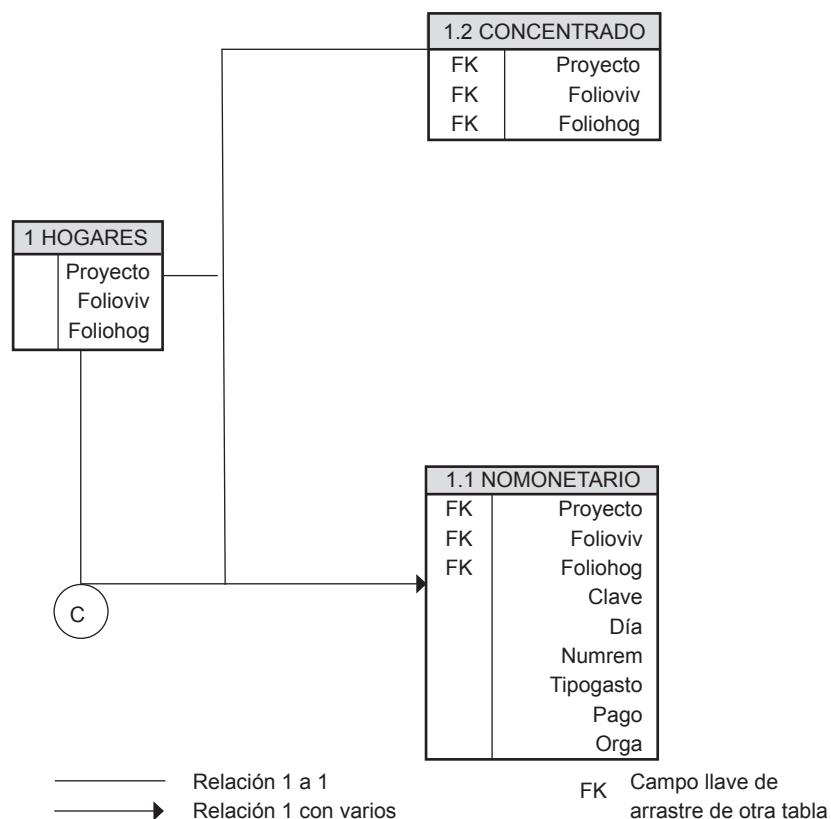 1.2 CONCENTRADO
FK Proyecto
FK Folioviv
FK Foliohog
1 HOGARES
Proyecto
Folioviv
Foliohog
1.1 NOMONETARIO
FK Proyecto
FK Folioviv
FK Foliohog
Clave
Día
Numrem
Tipogasto
Pago
Orga
C
Relación 1 a 1
Relación 1 con varios
FK Campo llave de
arrastre de otra tabla